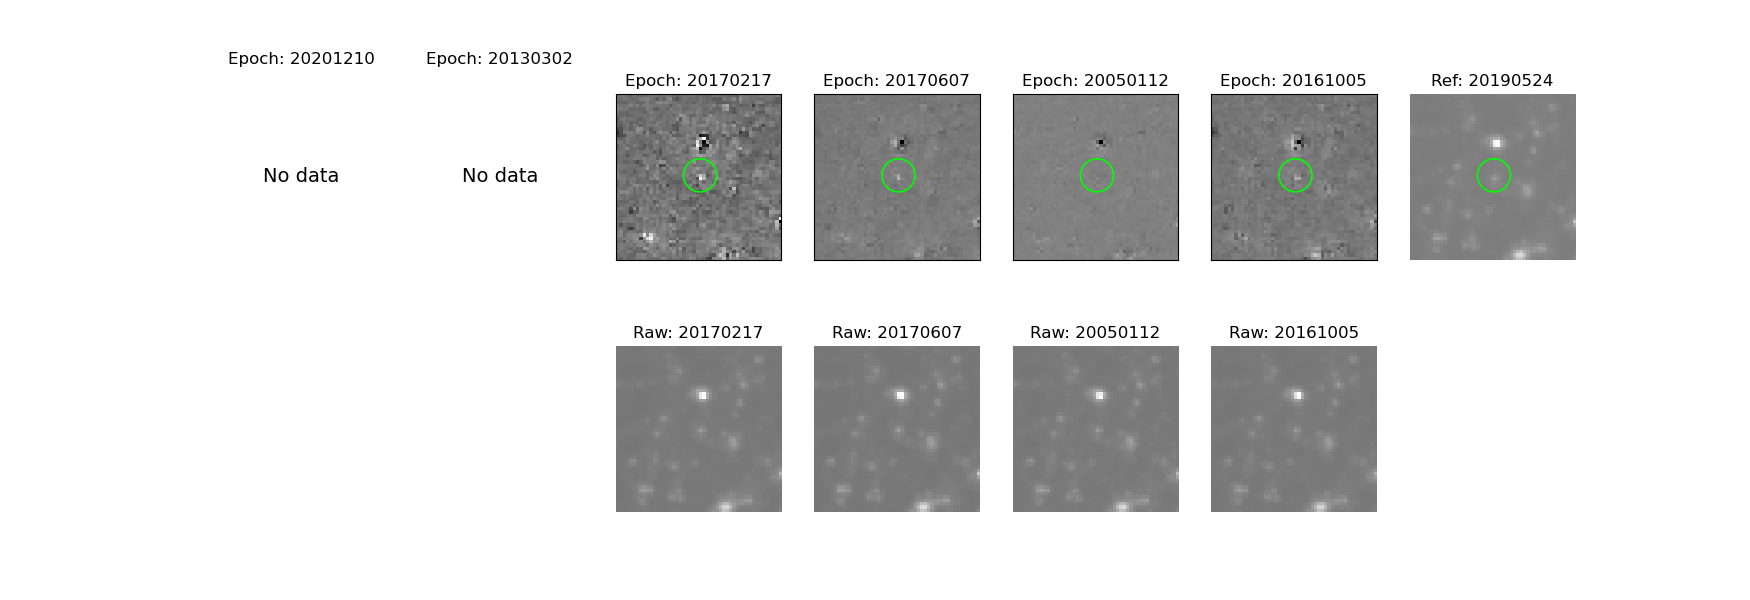 Epoch: 20201210
Epoch: 20130302
Epoch: 20170217
Epoch: 20170607
Epoch: 20050112
Epoch: 20161005
Ref: 20190524
No data
No data
Raw: 20170217
Raw: 20170607
Raw: 20050112
Raw: 20161005